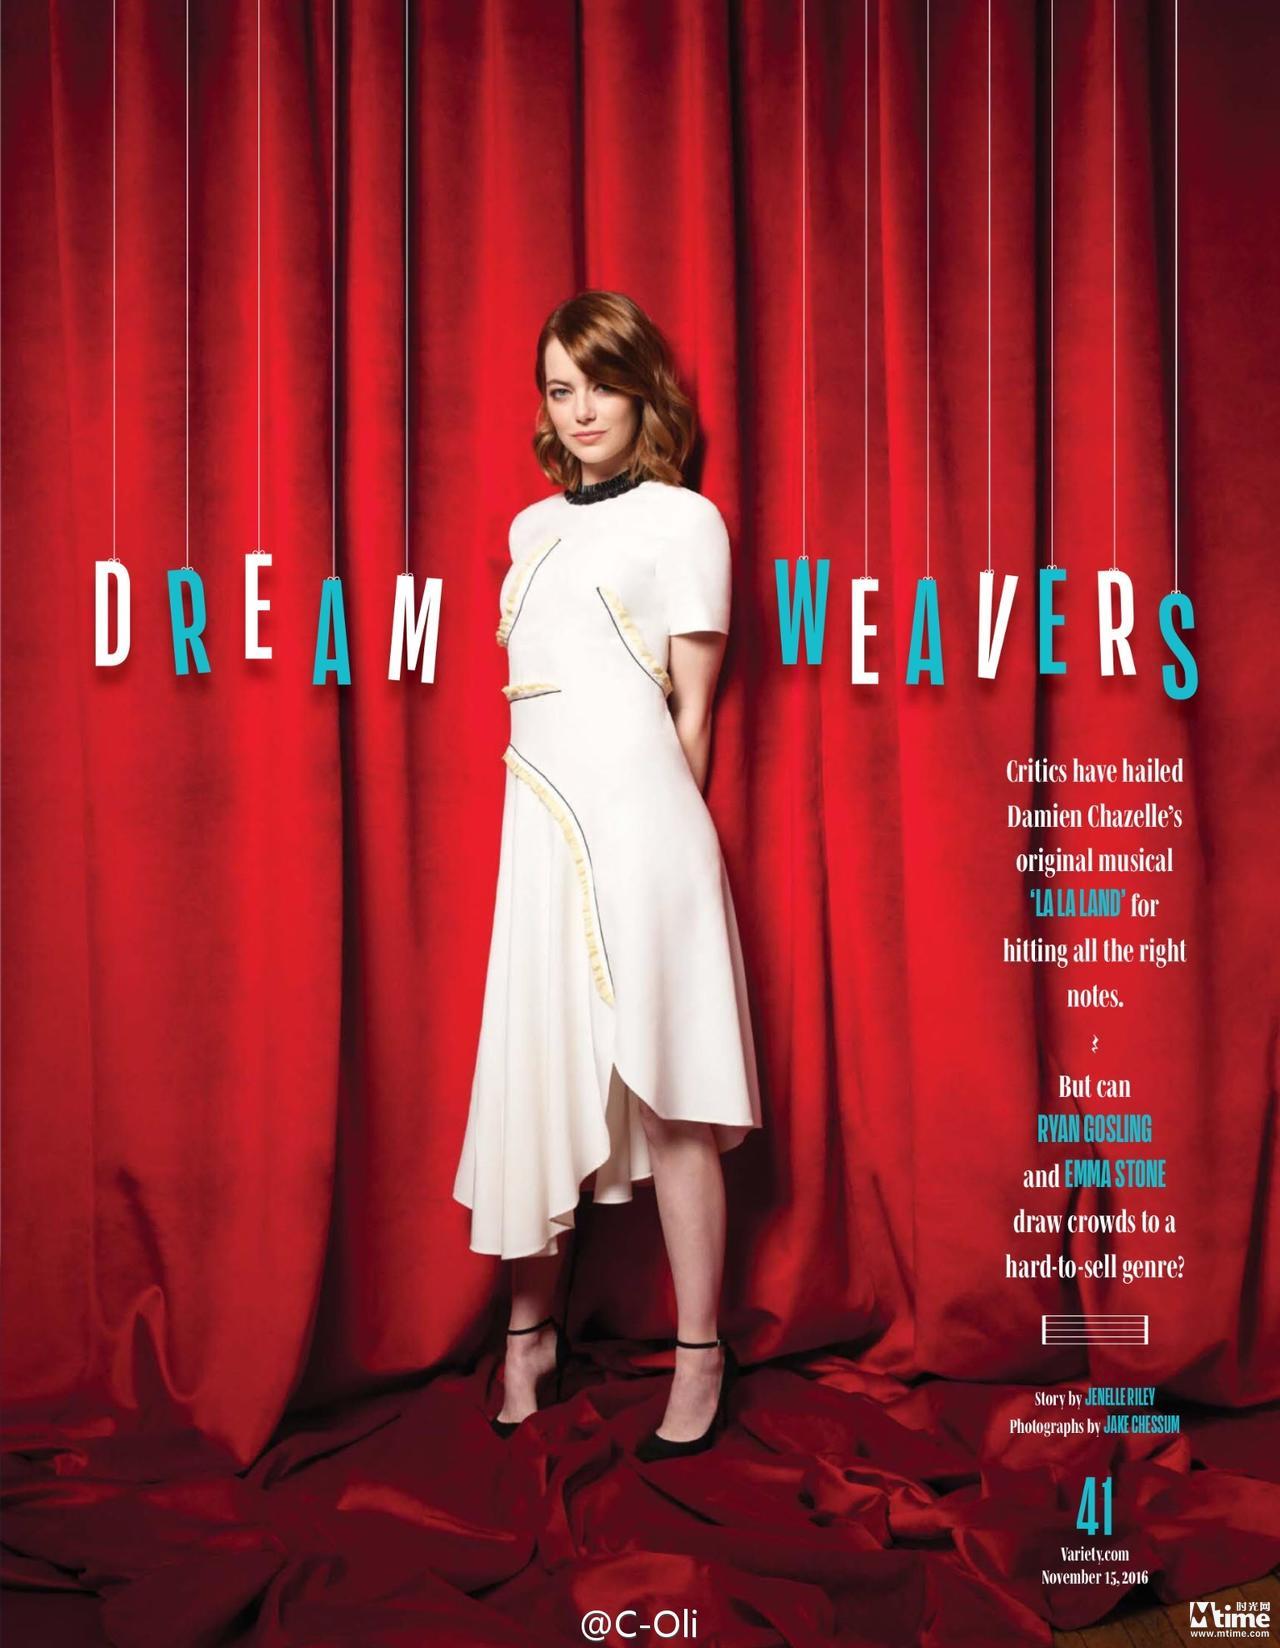 DREAM WEAVERS
Critics have hailed
Damien Chazelle's
original musical
'LA LA LAND' for
hitting all the right
notes.
But can
RYAN GOSLING
and EMMA STONE
draw crowds to a
hard-to-sell genre?
Story by JENELLE RILEY
Photographs by JAKE CHESSUM
41
Variety.com
November 15, 2016
@C-Oli
Mtime 时光网
www.mtime.com